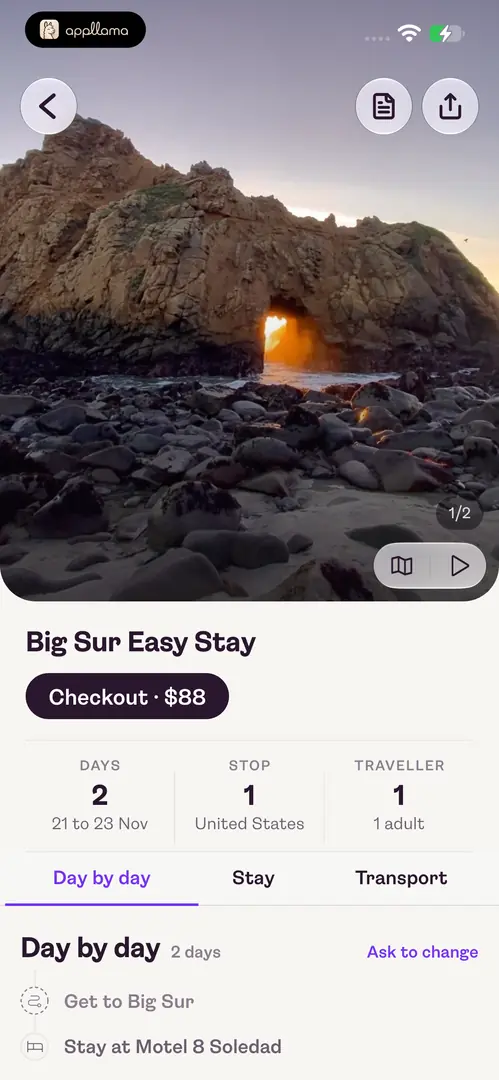 appllama
1/2
Big Sur Easy Stay
Checkout · $88
DAYS STOP TRAVELLER
2 1 1
21 to 23 Nov United States 1 adult
Day by day Stay Transport
Day by day 2 days Ask to change
Get to Big Sur
Stay at Motel 8 Soledad